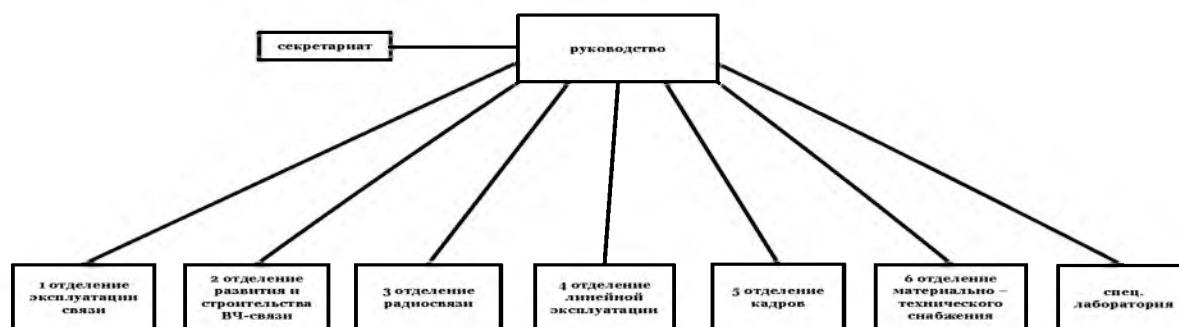 секретариат
руководство
1 отделение
эксплуатации
связи
2 отделение
развития и
строительства
ВЧ-связи
3 отделение
радиосвязи
4 отделение
линейной
эксплуатации
5 отделение
кадров
6 отделение
материально –
технического
снабжения
спец.
лаборатория